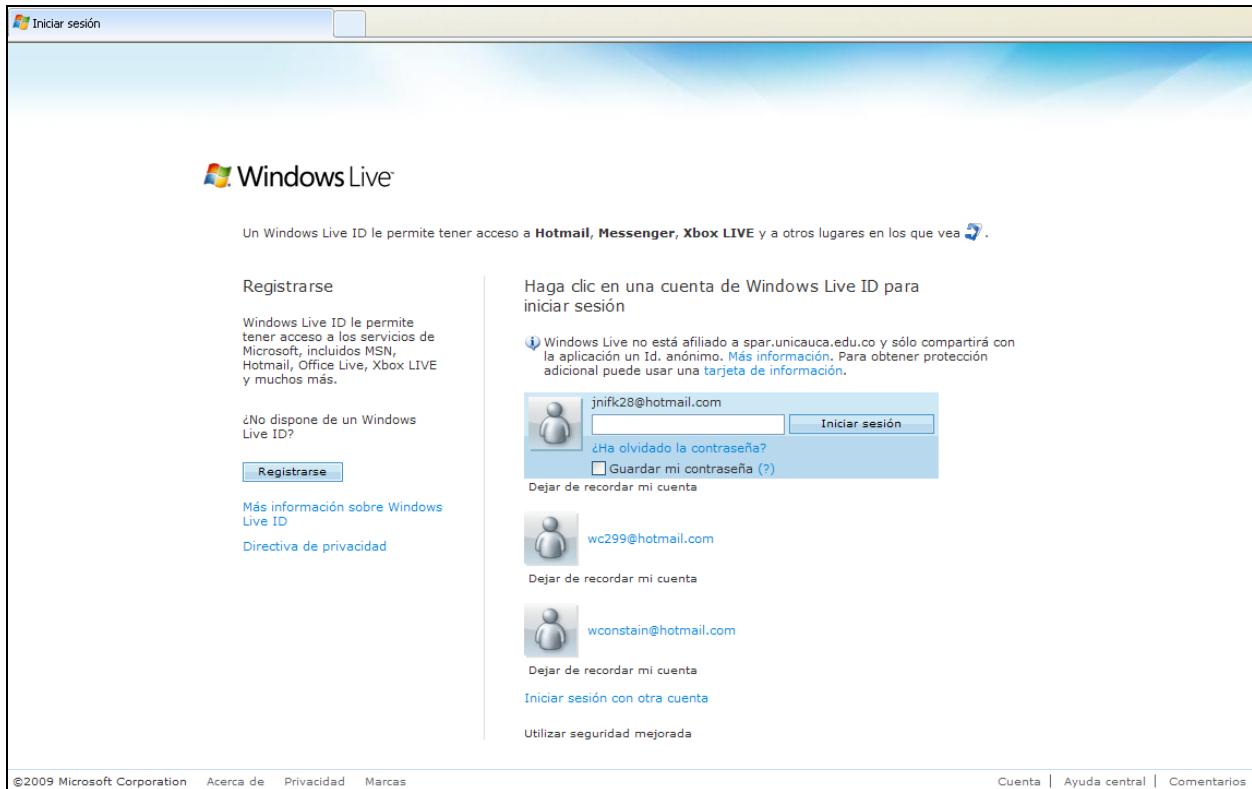 Iniciar sesión
Windows Live
Un Windows Live ID le permite tener acceso a Hotmail, Messenger, Xbox LIVE y a otros lugares en los que vea .
Registrarse
Windows Live ID le permite
tener acceso a los servicios de
Microsoft, incluidos MSN,
Hotmail, Office Live, Xbox LIVE
y muchos más.
¿No dispone de un Windows
Live ID?
Registrarse
Más información sobre Windows
Live ID
Directiva de privacidad
Haga clic en una cuenta de Windows Live ID para
iniciar sesión
Windows Live no está afiliado a spar.unicauca.edu.co y sólo compartirá con
la aplicación un Id. anónimo. Más información. Para obtener protección
adicional puede usar una tarjeta de información.
jnifk28@hotmail.com
Iniciar sesión
¿Ha olvidado la contraseña?
Guardar mi contraseña (?)
Dejar de recordar mi cuenta
wc299@hotmail.com
Dejar de recordar mi cuenta
wconstain@hotmail.com
Dejar de recordar mi cuenta
Iniciar sesión con otra cuenta
Utilizar seguridad mejorada
©2009 Microsoft Corporation Acerca de Privacidad Marcas Cuenta | Ayuda central | Comentarios